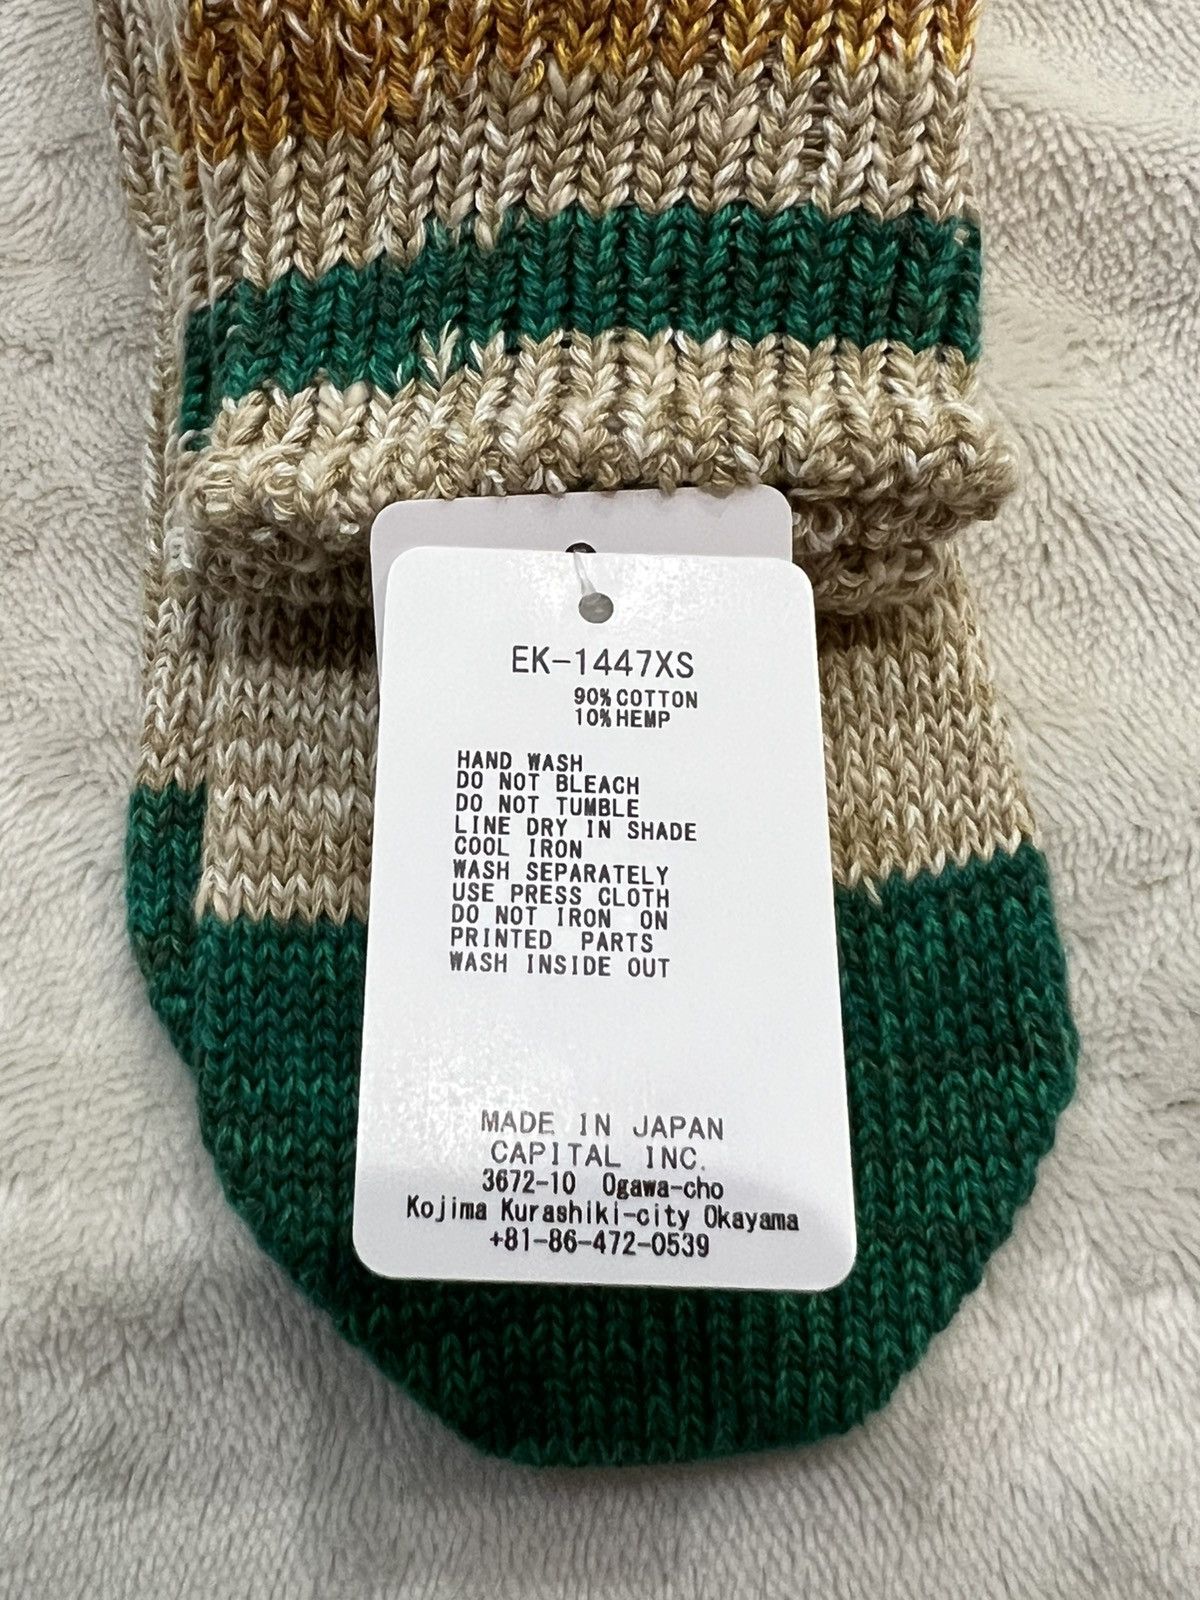 EK-1447XS
90% COTTON
10% HEMP
HAND WASH
DO NOT BLEACH
DO NOT TUMBLE
LINE DRY IN SHADE
COOL IRON
WASH SEPARATELY
USE PRESS CLOTH
DO NOT IRON ON
PRINTED PARTS
WASH INSIDE OUT
MADE IN JAPAN
CAPITAL INC.
3672-10 Ogawa-cho
Kojima Kurashiki-city Okayama
+81-86-472-0539